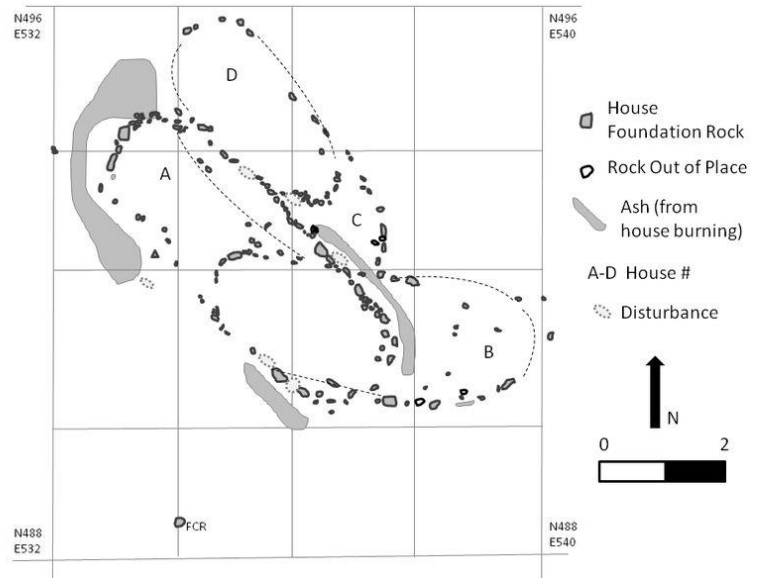 N496
E532
N496
E540
D
A
C
B
House
Foundation Rock
Rock Out of Place
Ash (from
house burning)
A-D House #
Disturbance
N
0 2
FCR
N488
E532
N488
E540